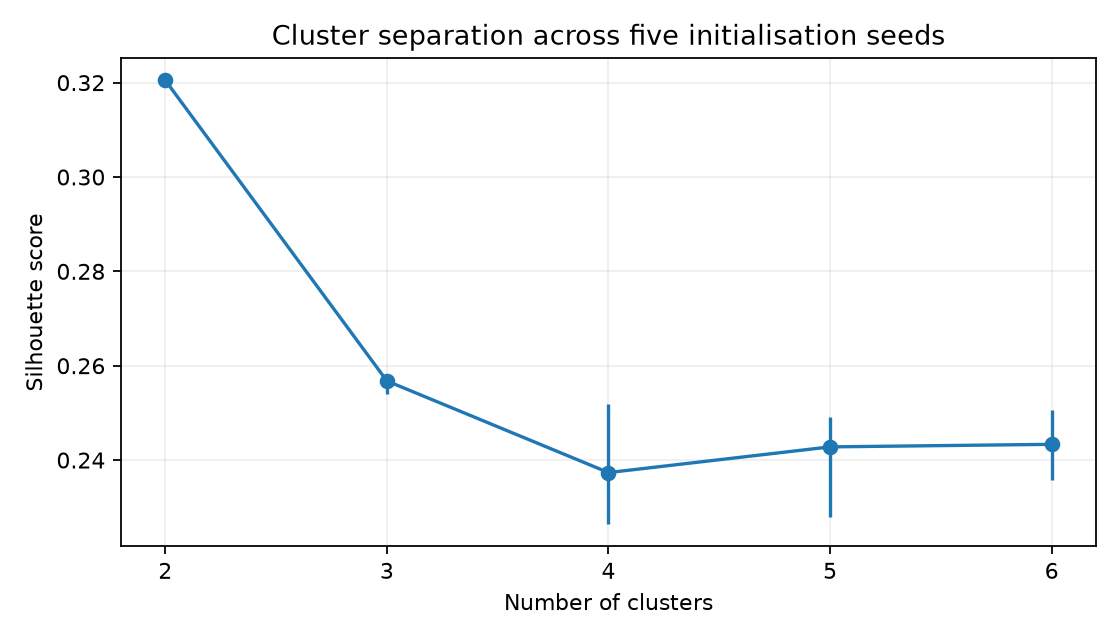 Cluster separation across five initialisation seeds
Silhouette score
0.32
0.30
0.28
0.26
0.24
2 3 4 5 6
Number of clusters